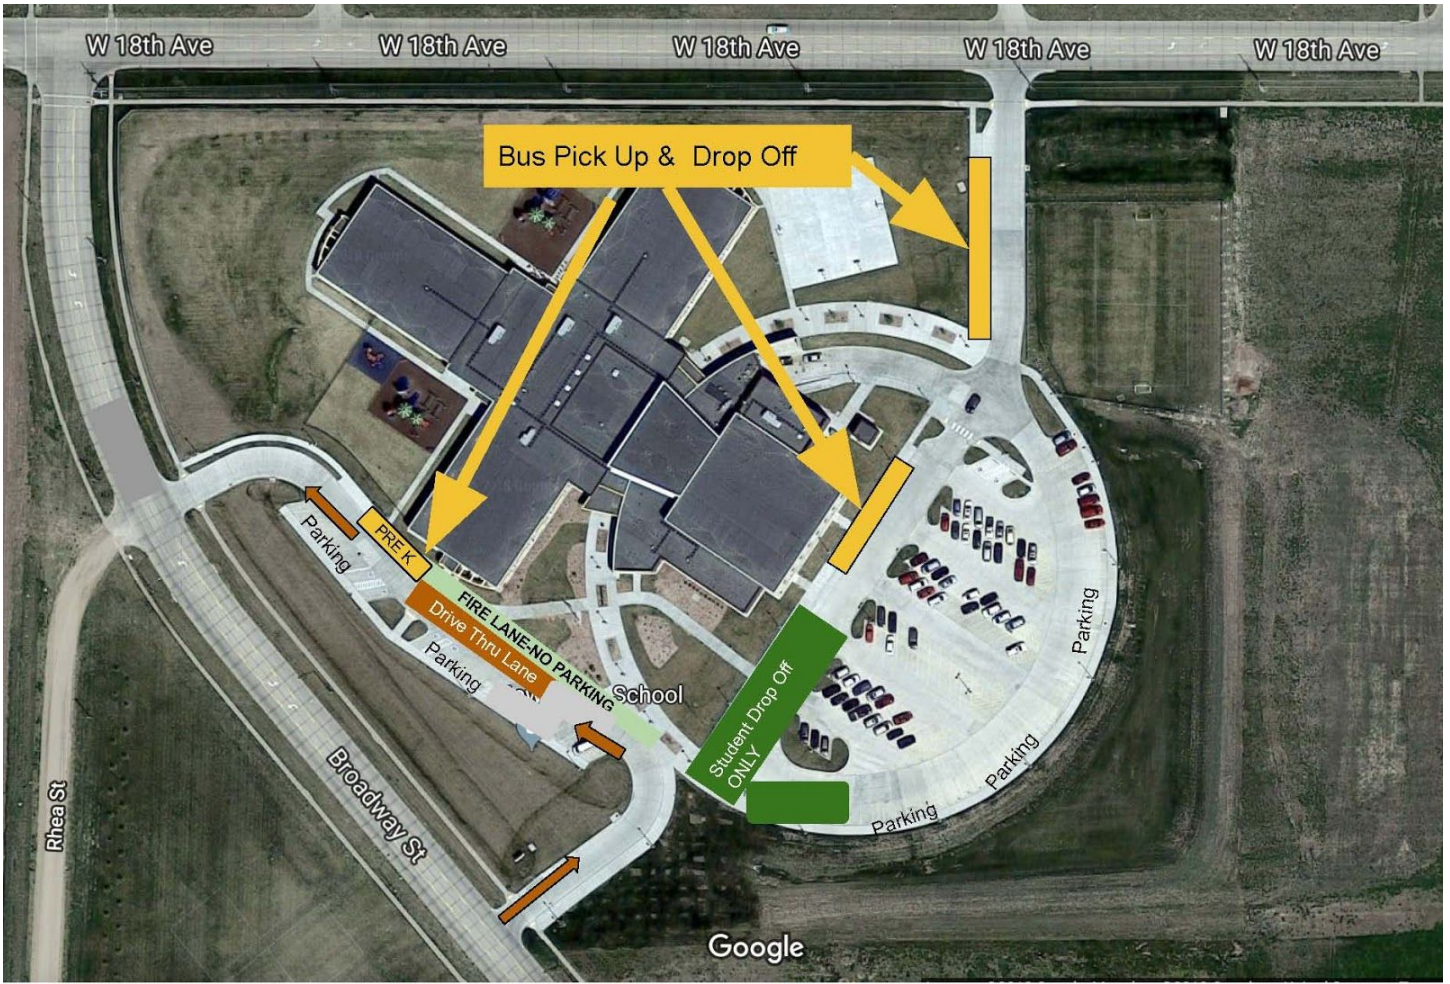 W 18th Ave
W 18th Ave
W 18th Ave
W 18th Ave
W 18th Ave
Bus Pick Up & Drop Off
PRE K
Parking
FIRE LANE-NO PARKING
Drive Thru Lane
Parking
School
Student Drop Off
ONLY
Parking
Parking
Parking
Broadway St
Rhea St
Google